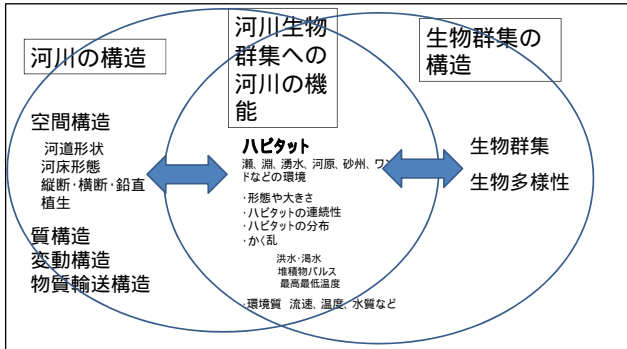 河川の構造
空間構造
河道形状
河床形態
縦断・横断・鉛直
植生
質構造
変動構造
物質輸送構造
河川生物
群集への
河川の機
能
ハビタット
瀬、淵、湧水、河原、砂州、ワン
ドなどの環境
・形態や大きさ
・ハビタットの連続性
・ハビタットの分布
・かく乱
洪水・渇水
堆積物パルス
最高最低温度
・環境質 流速、温度、水質など
生物群集の
構造
生物群集
生物多様性